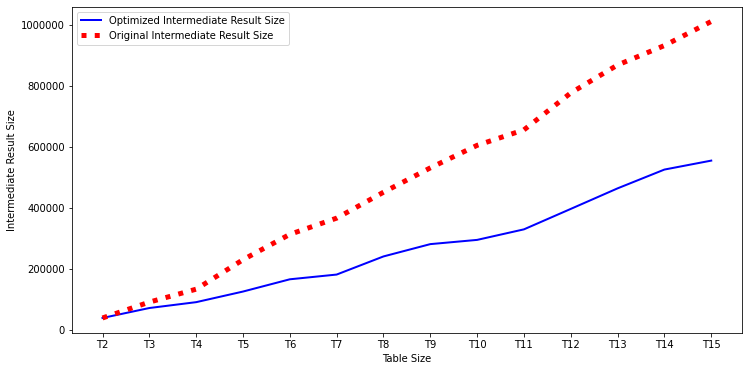 Optimized Intermediate Result Size
Original Intermediate Result Size
1000000
800000
600000
400000
200000
0
Intermediate Result Size
T2 T3 T4 T5 T6 T7 T8 T9 T10 T11 T12 T13 T14 T15
Table Size